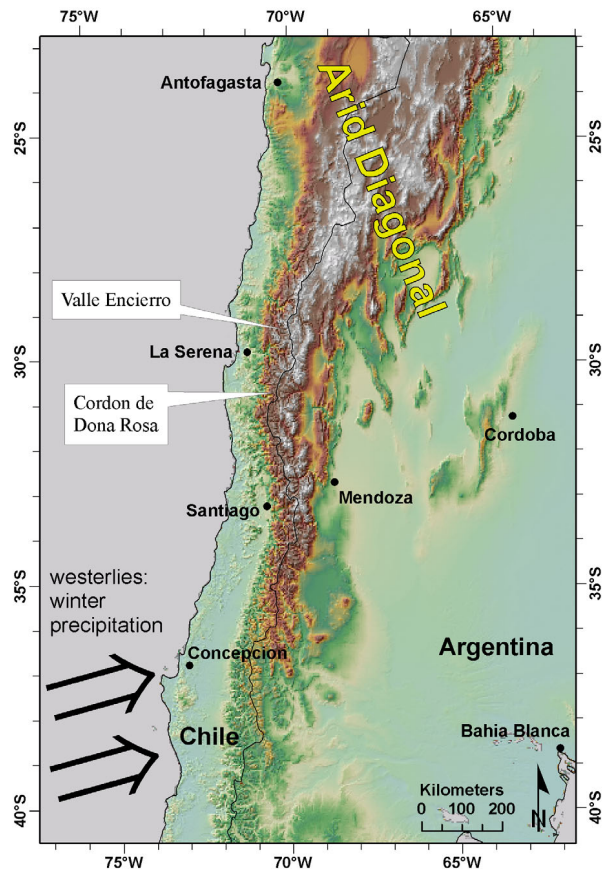 75°W 70°W 65°W
Antofagasta
Arid Diagonal
25°S 25°S
Valle Encierro
La Serena
30°S 30°S
Cordon de
Dona Rosa
Cordoba
Mendoza
Santiago
westerlies:
winter
precipitation
35°S 35°S
Concepcion
Argentina
Chile
Bahia Blanca
Kilometers
0 100 200
N
40°S 40°S
75°W 70°W 65°W